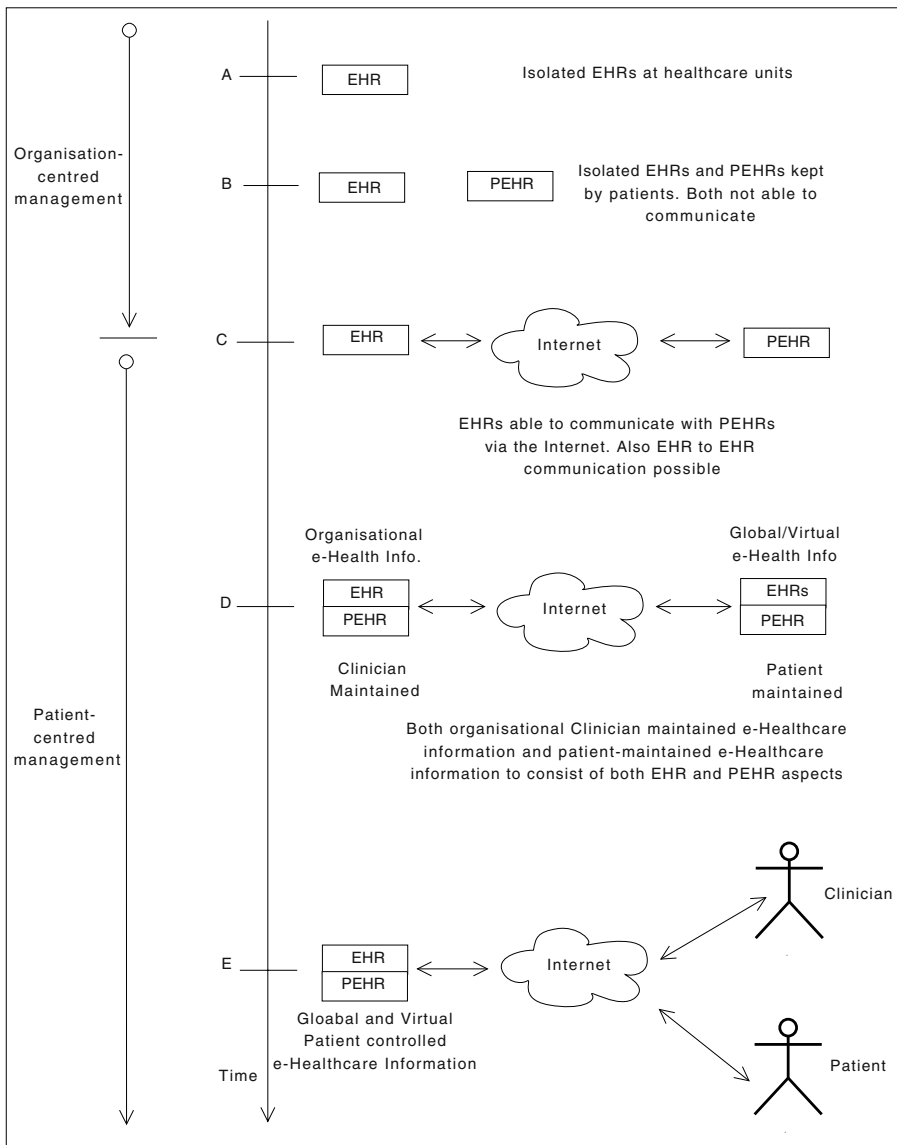 A
EHR
Isolated EHRs at healthcare units
Organisation-
centred
management
B
EHR
PEHR
Isolated EHRs and PEHRs kept
by patients. Both not able to
communicate
C
EHR
Internet
PEHR
EHRs able to communicate with PEHRs
via the Internet. Also EHR to EHR
communication possible
Organisational
e-Health Info.
Global/Virtual
e-Health Info
D
EHR
PEHR
Internet
EHRs
PEHR
Clinician
Maintained
Patient
maintained
Patient-
centred
management
Both organisational Clinician maintained e-Healthcare
information and patient-maintained e-Healthcare
information to consist of both EHR and PEHR aspects
Clinician
E
EHR
PEHR
Internet
Gloabal and Virtual
Patient controlled
e-Healthcare Information
Time
Patient